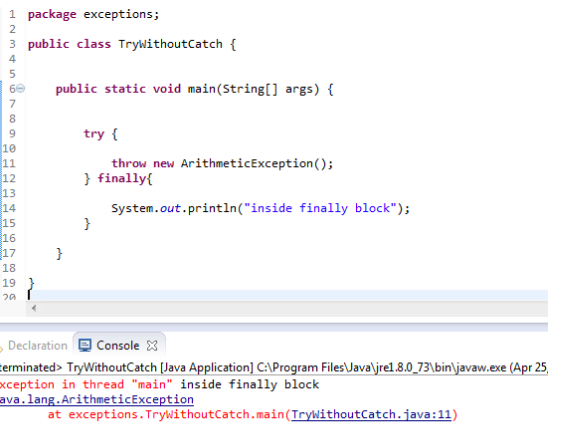 1 package exceptions;
2
3 public class TryWithoutCatch {
4
5
6 public static void main(String[] args) {
7
8
9 try {
10
11 throw new ArithmeticException();
12 } finally{
13
14 System.out.println("inside finally block");
15 }
16
17 }
18
19 }
20
Declaration Console
terminated> TryWithoutCatch [Java Application] C:\Program Files\Java\jre1.8.0_73\bin\javaw.exe (Apr 25,
xception in thread "main" inside finally block
ava.lang.ArithmeticException
at exceptions.TryWithoutCatch.main(TryWithoutCatch.java:11)